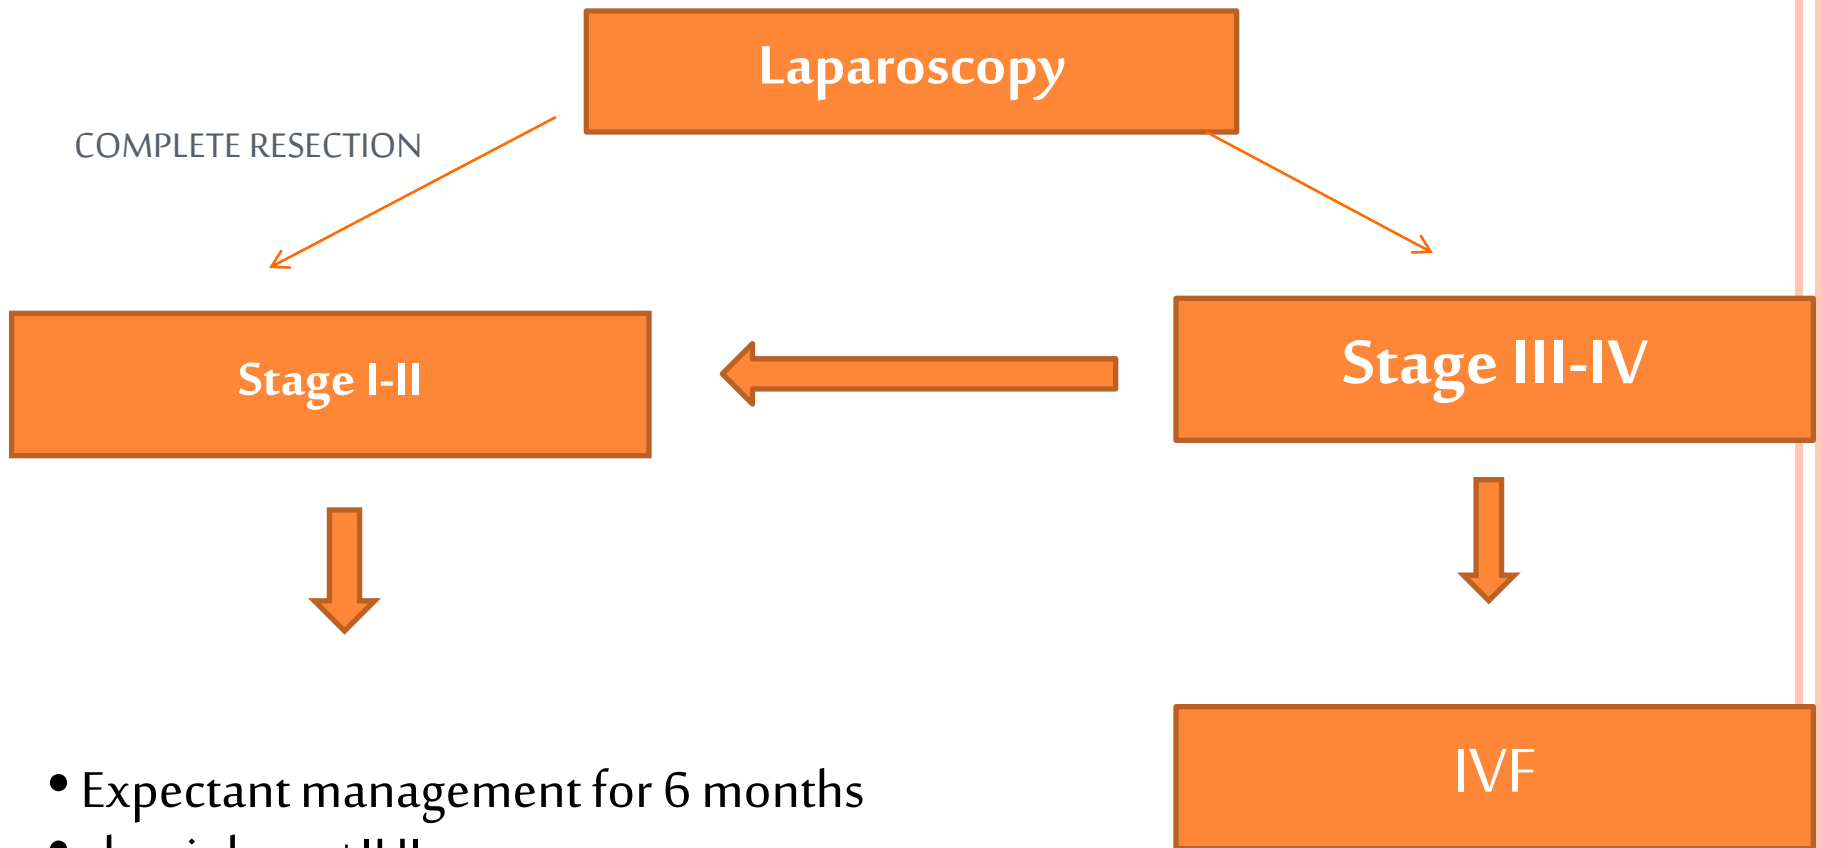 Laparoscopy
COMPLETE RESECTION
Stage I-II
Stage III-IV
IVF
• Expectant management for 6 months